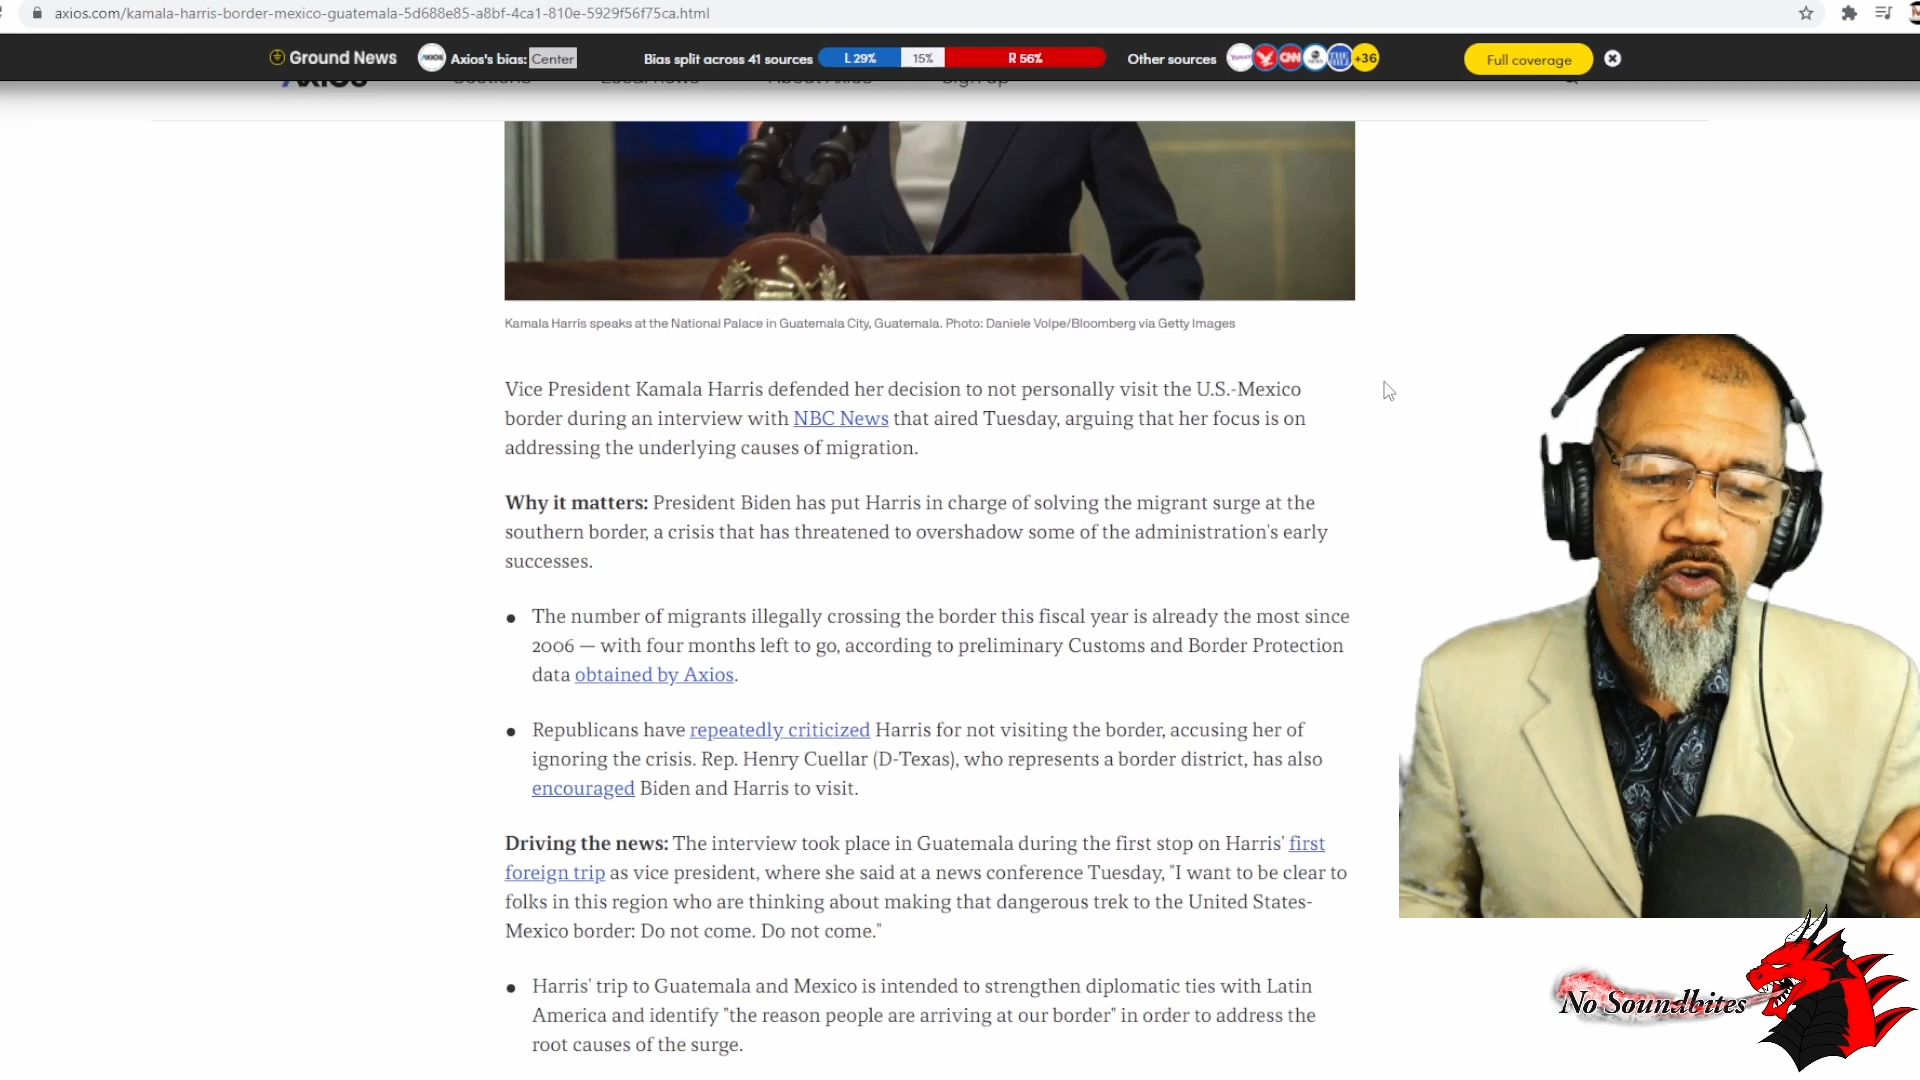 axios.com/kamala-harris-border-mexico-guatemala-5d688e85-a8bf-4ca1-810e-5929f56f75ca.html
Ground News AXIOS Axios's bias: Center Bias split across 41 sources L 29% 15% R 56% Other sources CNN +36 Full coverage
AXIOS Sections Local news About Axios Sign up
Kamala Harris speaks at the National Palace in Guatemala City, Guatemala. Photo: Daniele Volpe/Bloomberg via Getty Images
Vice President Kamala Harris defended her decision to not personally visit the U.S.-Mexico
border during an interview with NBC News that aired Tuesday, arguing that her focus is on
addressing the underlying causes of migration.
Why it matters: President Biden has put Harris in charge of solving the migrant surge at the
southern border, a crisis that has threatened to overshadow some of the administration's early
successes.
• The number of migrants illegally crossing the border this fiscal year is already the most since
2006 — with four months left to go, according to preliminary Customs and Border Protection
data obtained by Axios.
• Republicans have repeatedly criticized Harris for not visiting the border, accusing her of
ignoring the crisis. Rep. Henry Cuellar (D-Texas), who represents a border district, has also
encouraged Biden and Harris to visit.
Driving the news: The interview took place in Guatemala during the first stop on Harris' first
foreign trip as vice president, where she said at a news conference Tuesday, "I want to be clear to
folks in this region who are thinking about making that dangerous trek to the United States-
Mexico border: Do not come. Do not come."
• Harris' trip to Guatemala and Mexico is intended to strengthen diplomatic ties with Latin
America and identify "the reason people are arriving at our border" in order to address the
root causes of the surge.
No Soundbites